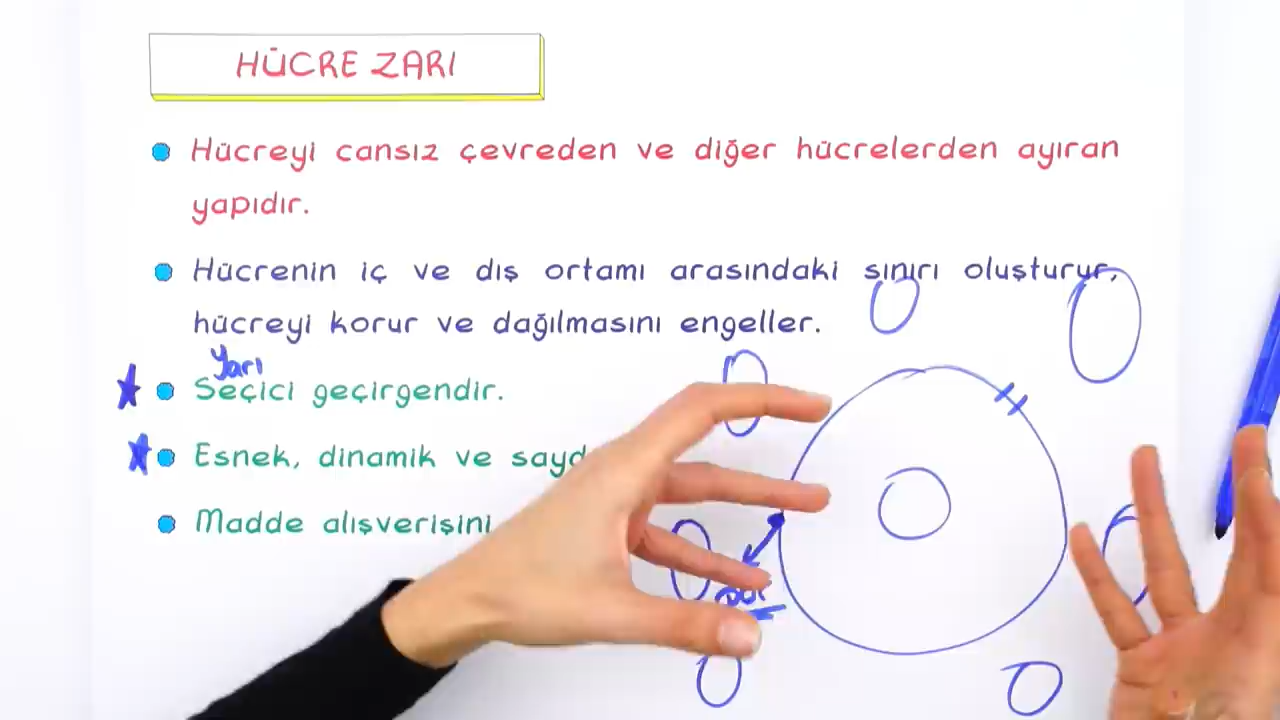 HÜCRE ZARI
Hücreyi cansız çevreden ve diğer hücrelerden ayıran
yapıdır.
Hücrenin iç ve dış ortamı arasındaki sınırı oluşturur,
hücreyi korur ve dağılmasını engeller.
Yarı
Seçici geçirgendir.
Esnek, dinamik ve
Madde alışverişini